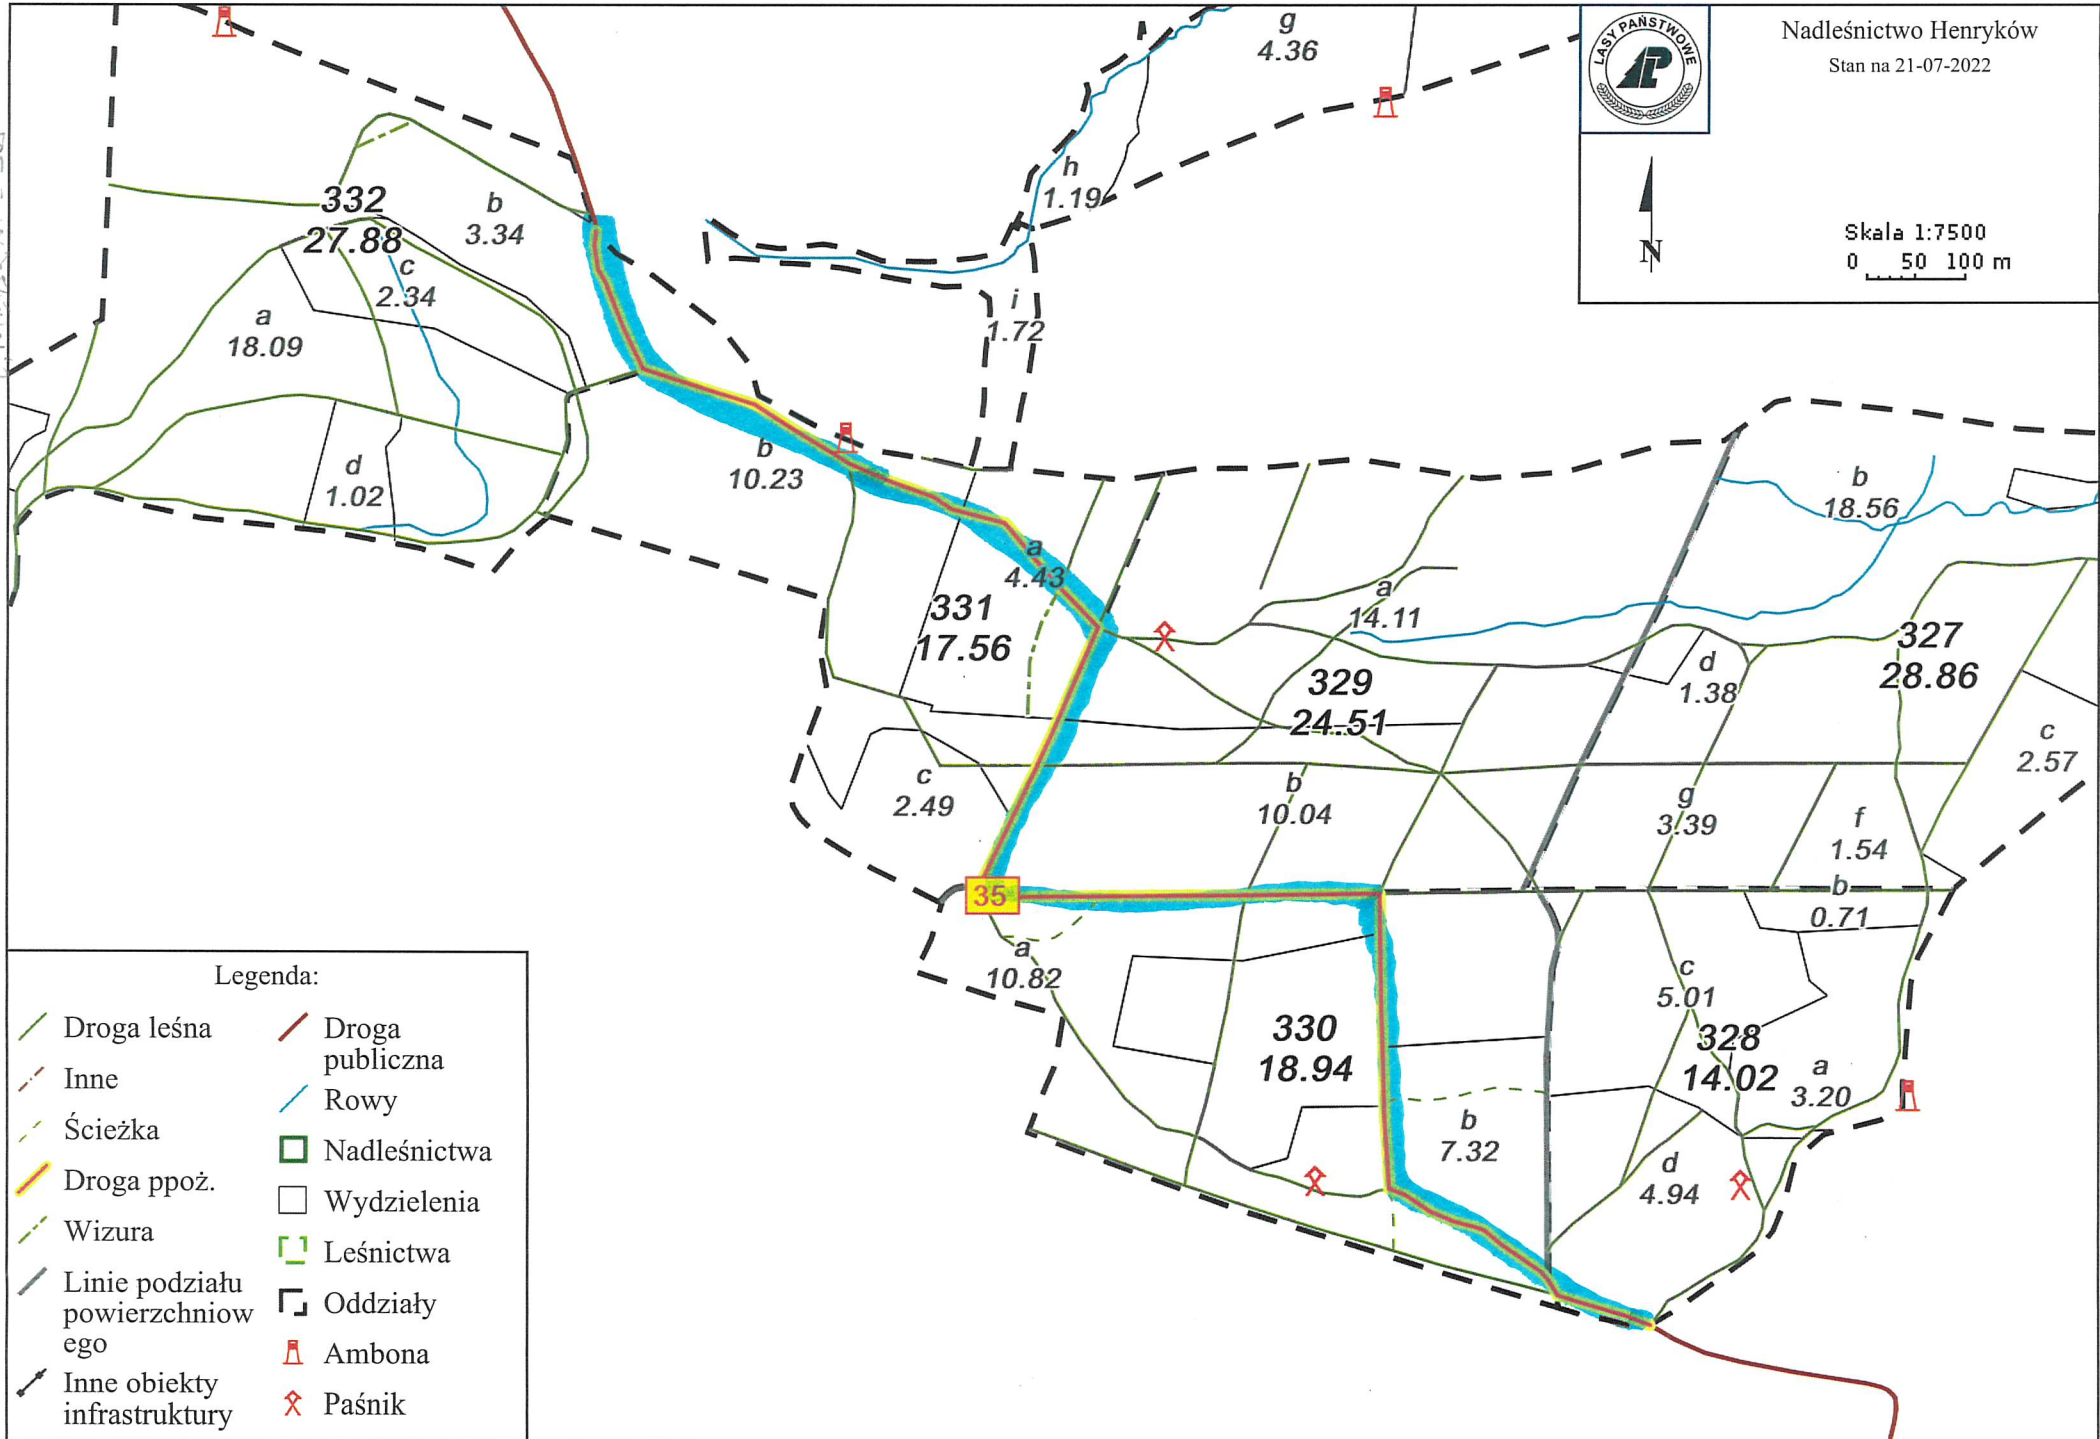 g
4.36
LASY PAŃSTWOWE
LP
Nadleśnictwo Henryków
Stan na 21-07-2022
N
Skala 1:7500
0 50 100 m
h
1.19
332
27.88
b
3.34
c
2.34
a
18.09
i
1.72
d
1.02
b
10.23
b
18.56
a
4.43
331
17.56
a
14.11
329
24.51
d
1.38
327
28.86
c
2.57
c
2.49
b
10.04
g
3.39
f
1.54
35
b
0.71
a
10.82
c
5.01
330
18.94
328
14.02
a
3.20
b
7.32
d
4.94
Legenda:
Droga leśna
Inne
Ścieżka
Droga ppoż.
Wizura
Linie podziału
powierzchniow
ego
Inne obiekty
infrastruktury
Droga
publiczna
Rowy
Nadleśnictwa
Wydzielenia
Leśnictwa
Oddziały
Ambona
Paśnik